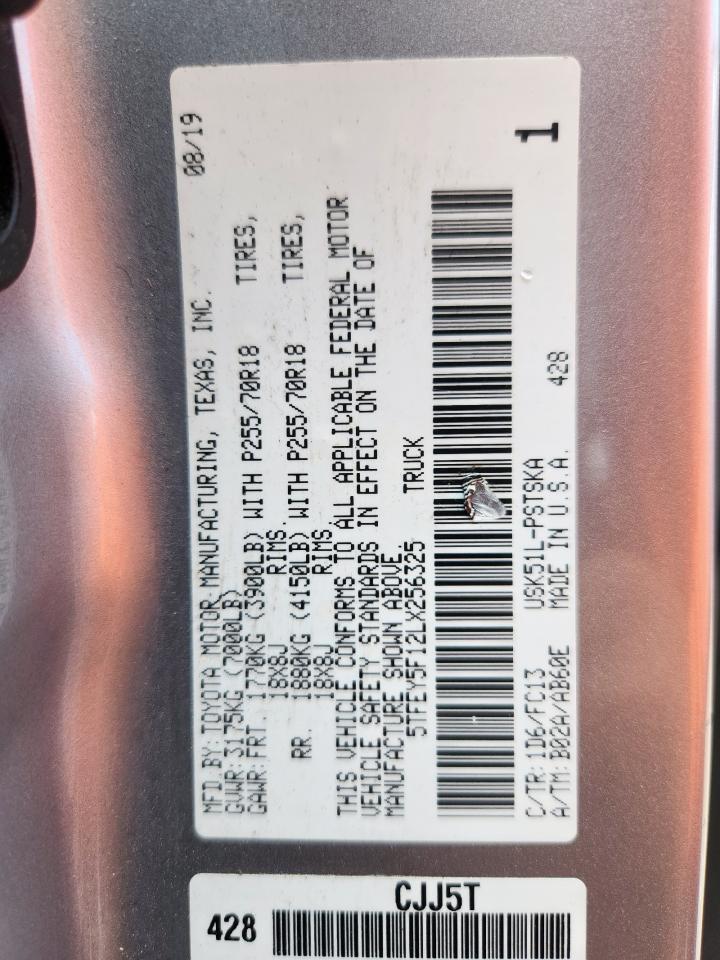 MFD.BY:TOYOTA MOTOR MANUFACTURING, TEXAS, INC. 08/19
GVWR:3175KG (7000LB)
GAWR:FRT. 1770KG (3900LB) WITH P255/70R18 TIRES,
18X8J RIMS.
RR. 1880KG (4150LB) WITH P255/70R18 TIRES,
18X8J RIMS
THIS VEHICLE CONFORMS TO ALL APPLICABLE FEDERAL MOTOR
VEHICLE SAFETY STANDARDS IN EFFECT ON THE DATE OF
MANUFACTURE SHOWN ABOVE.
5TFEY5F12LX256325 TRUCK
1
C/TR:1D6/FC13 USK51L-PSTSKA 428
A/TM:B02A/AB60E MADE IN U.S.A.
CJJ5T
428